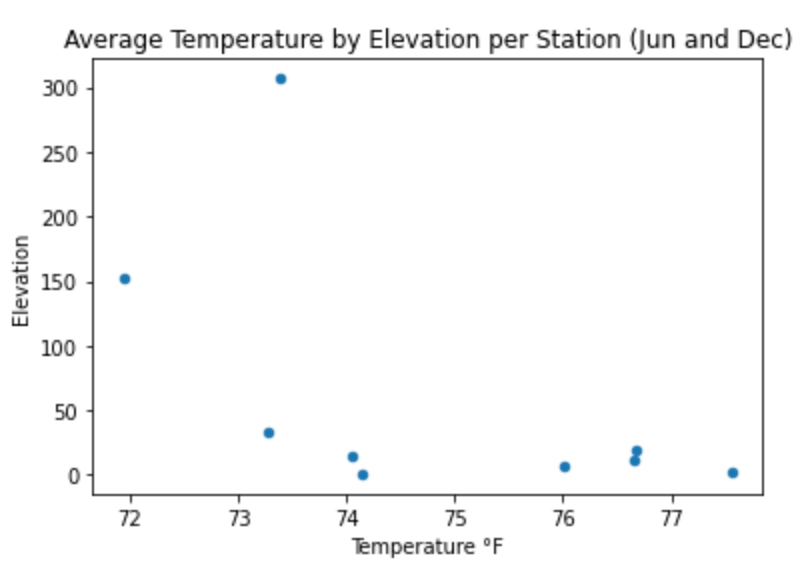 Average Temperature by Elevation per Station (Jun and Dec)
300
250
200
150
100
50
0
Elevation
72 73 74 75 76 77
Temperature °F